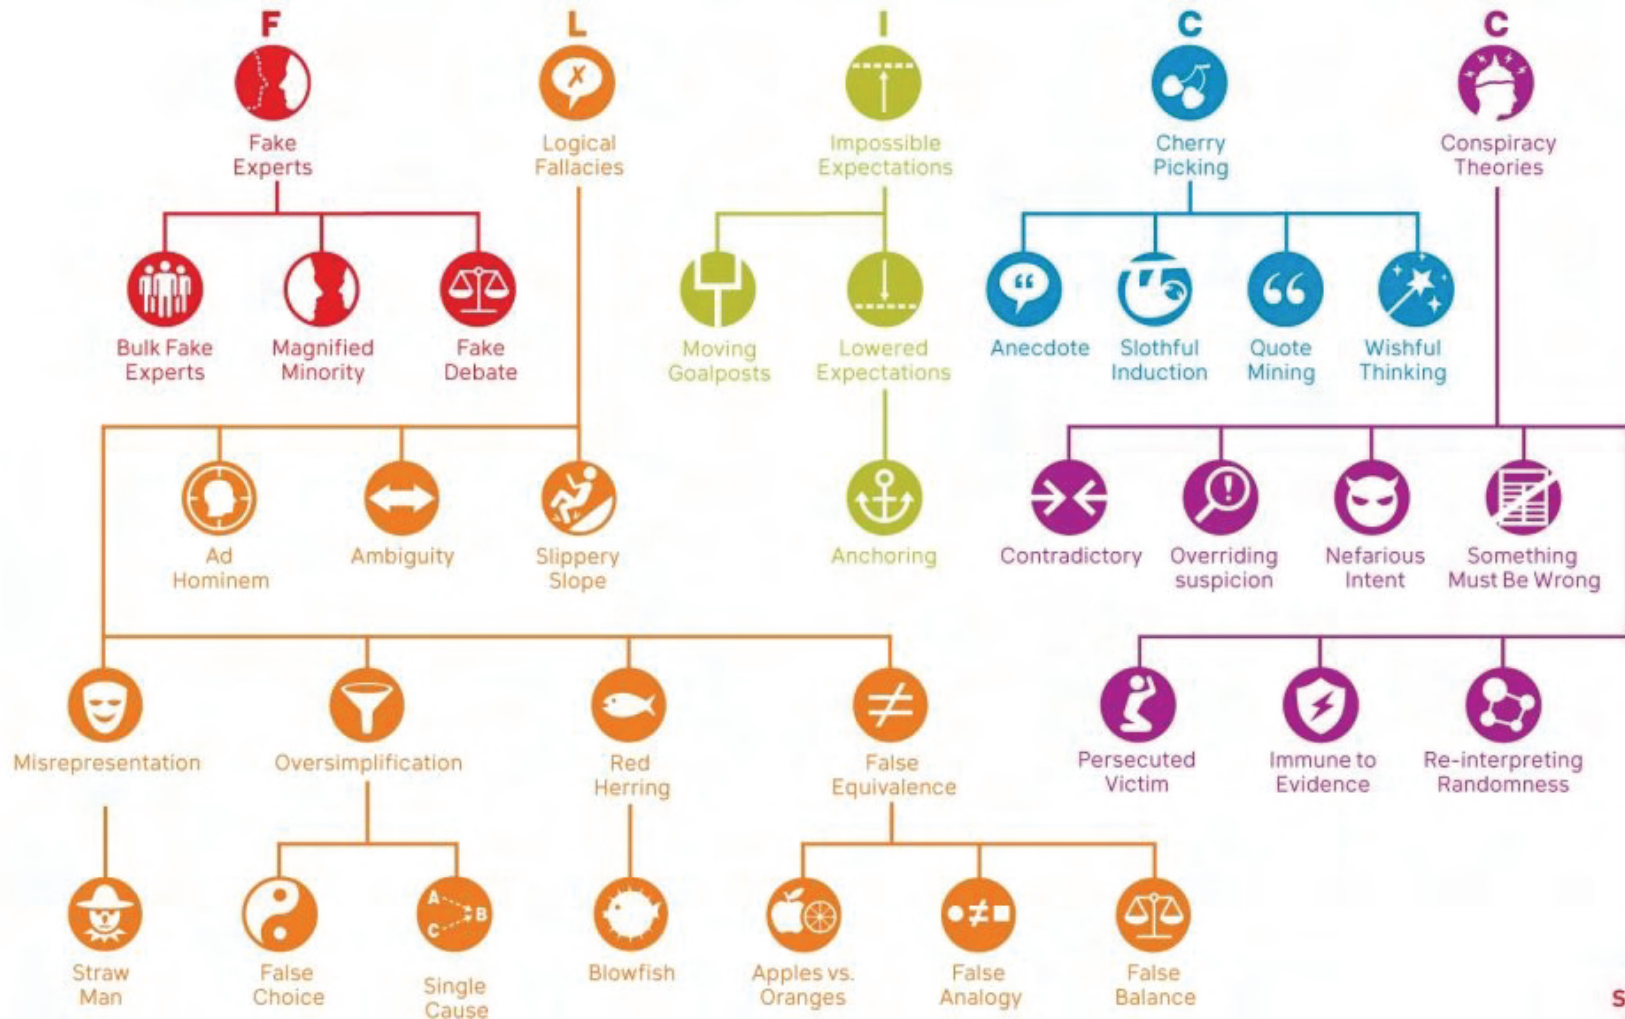 F
L
I
C
C
Fake
Experts
Logical
Fallacies
Impossible
Expectations
Cherry
Picking
Conspiracy
Theories
Bulk Fake
Experts
Magnified
Minority
Fake
Debate
Moving
Goalposts
Lowered
Expectations
Anecdote
Slothful
Induction
Quote
Mining
Wishful
Thinking
Ad
Hominem
Ambiguity
Slippery
Slope
Anchoring
Contradictory
Overriding
suspicion
Nefarious
Intent
Something
Must Be Wrong
Misrepresentation
Oversimplification
Red
Herring
False
Equivalence
Persecuted
Victim
Immune to
Evidence
Re-interpreting
Randomness
Straw
Man
False
Choice
A
B
C
Single
Cause
Blowfish
Apples vs.
Oranges
False
Analogy
False
Balance
S